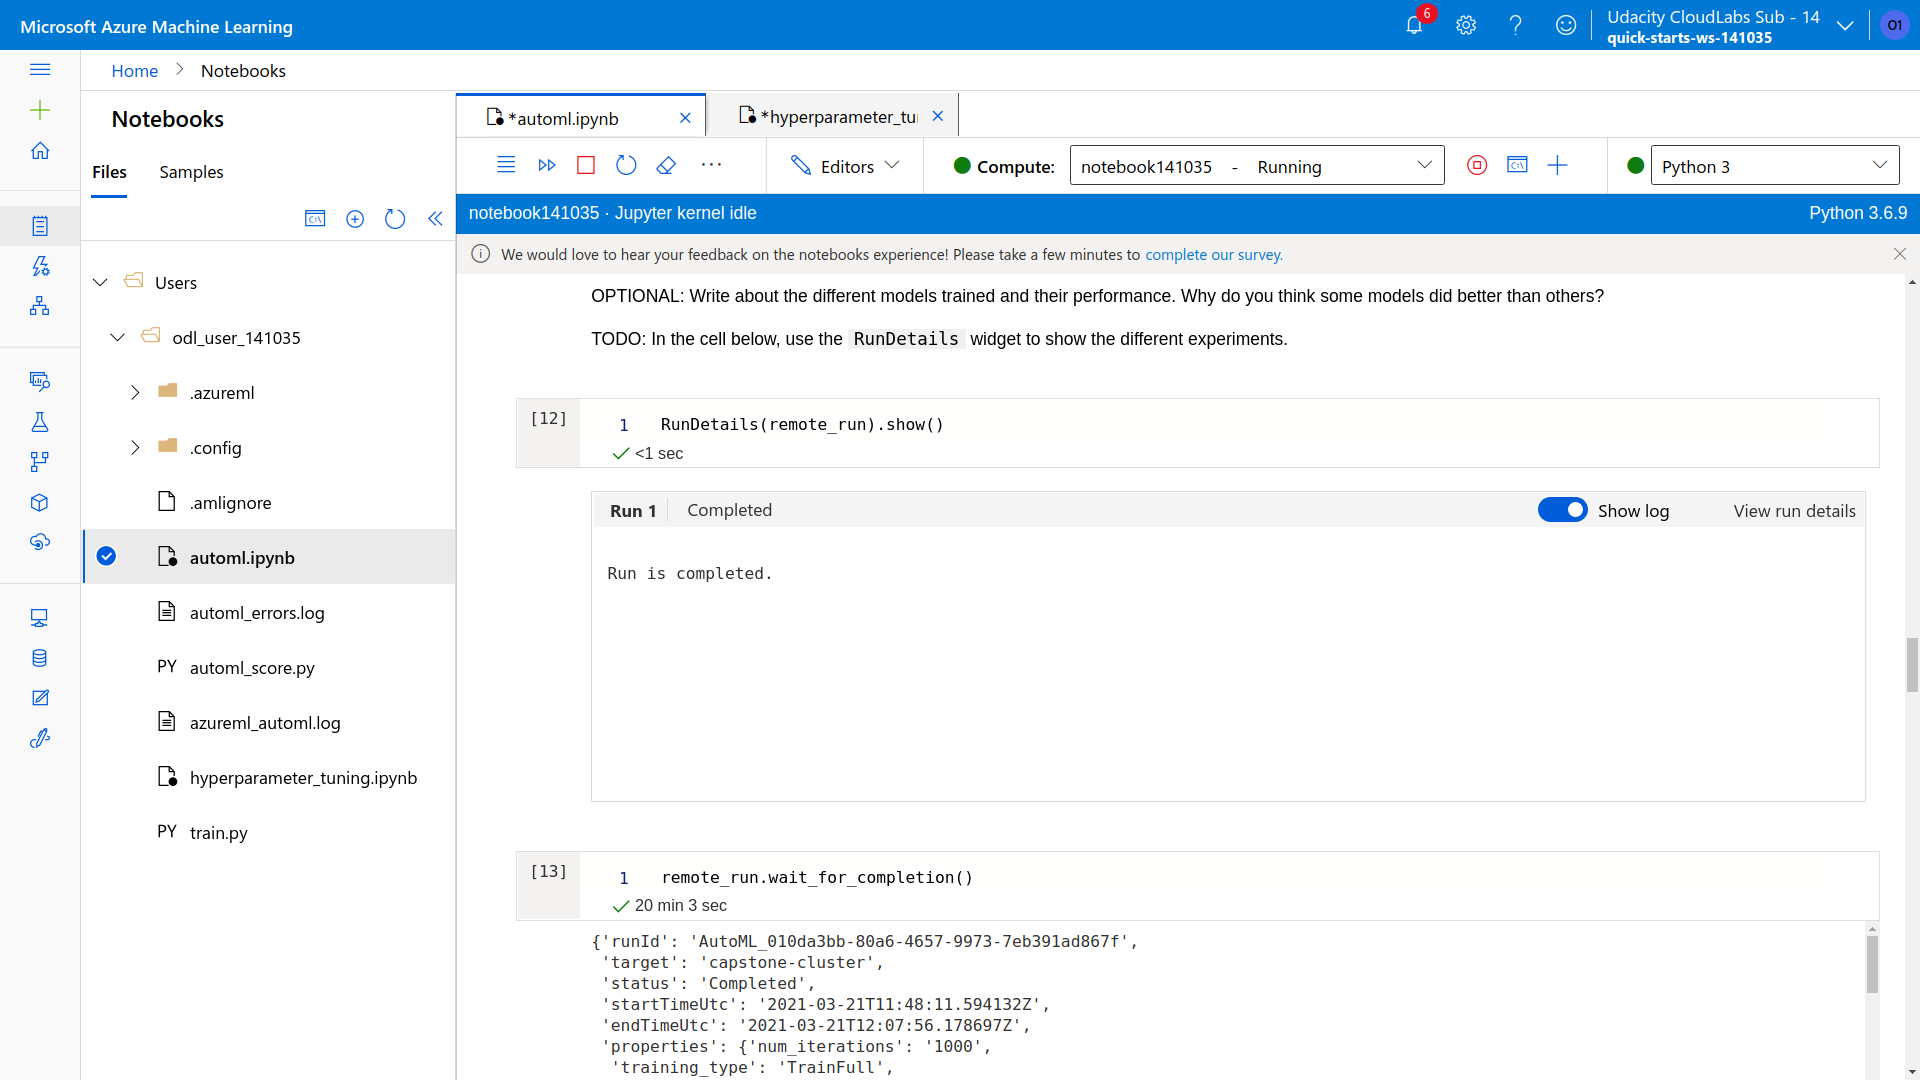 Microsoft Azure Machine Learning
6
Udacity CloudLabs Sub - 14
quick-starts-ws-141035
O1
Home > Notebooks
Notebooks
Files
Samples
Users
odl_user_141035
.azureml
.config
.amlignore
automl.ipynb
automl_errors.log
PY automl_score.py
azureml_automl.log
hyperparameter_tuning.ipynb
PY train.py
*automl.ipynb
*hyperparameter_tu
Editors
Compute:
notebook141035 - Running
Python 3
notebook141035 · Jupyter kernel idle
Python 3.6.9
We would love to hear your feedback on the notebooks experience! Please take a few minutes to complete our survey.
OPTIONAL: Write about the different models trained and their performance. Why do you think some models did better than others?
TODO: In the cell below, use the RunDetails widget to show the different experiments.
[12]
1 RunDetails(remote_run).show()
<1 sec
Run 1
Completed
Show log
View run details
Run is completed.
[13]
1 remote_run.wait_for_completion()
20 min 3 sec
{'runId': 'AutoML_010da3bb-80a6-4657-9973-7eb391ad867f',
'target': 'capstone-cluster',
'status': 'Completed',
'startTimeUtc': '2021-03-21T11:48:11.594132Z',
'endTimeUtc': '2021-03-21T12:07:56.178697Z',
'properties': {'num_iterations': '1000',
'training_type': 'TrainFull',